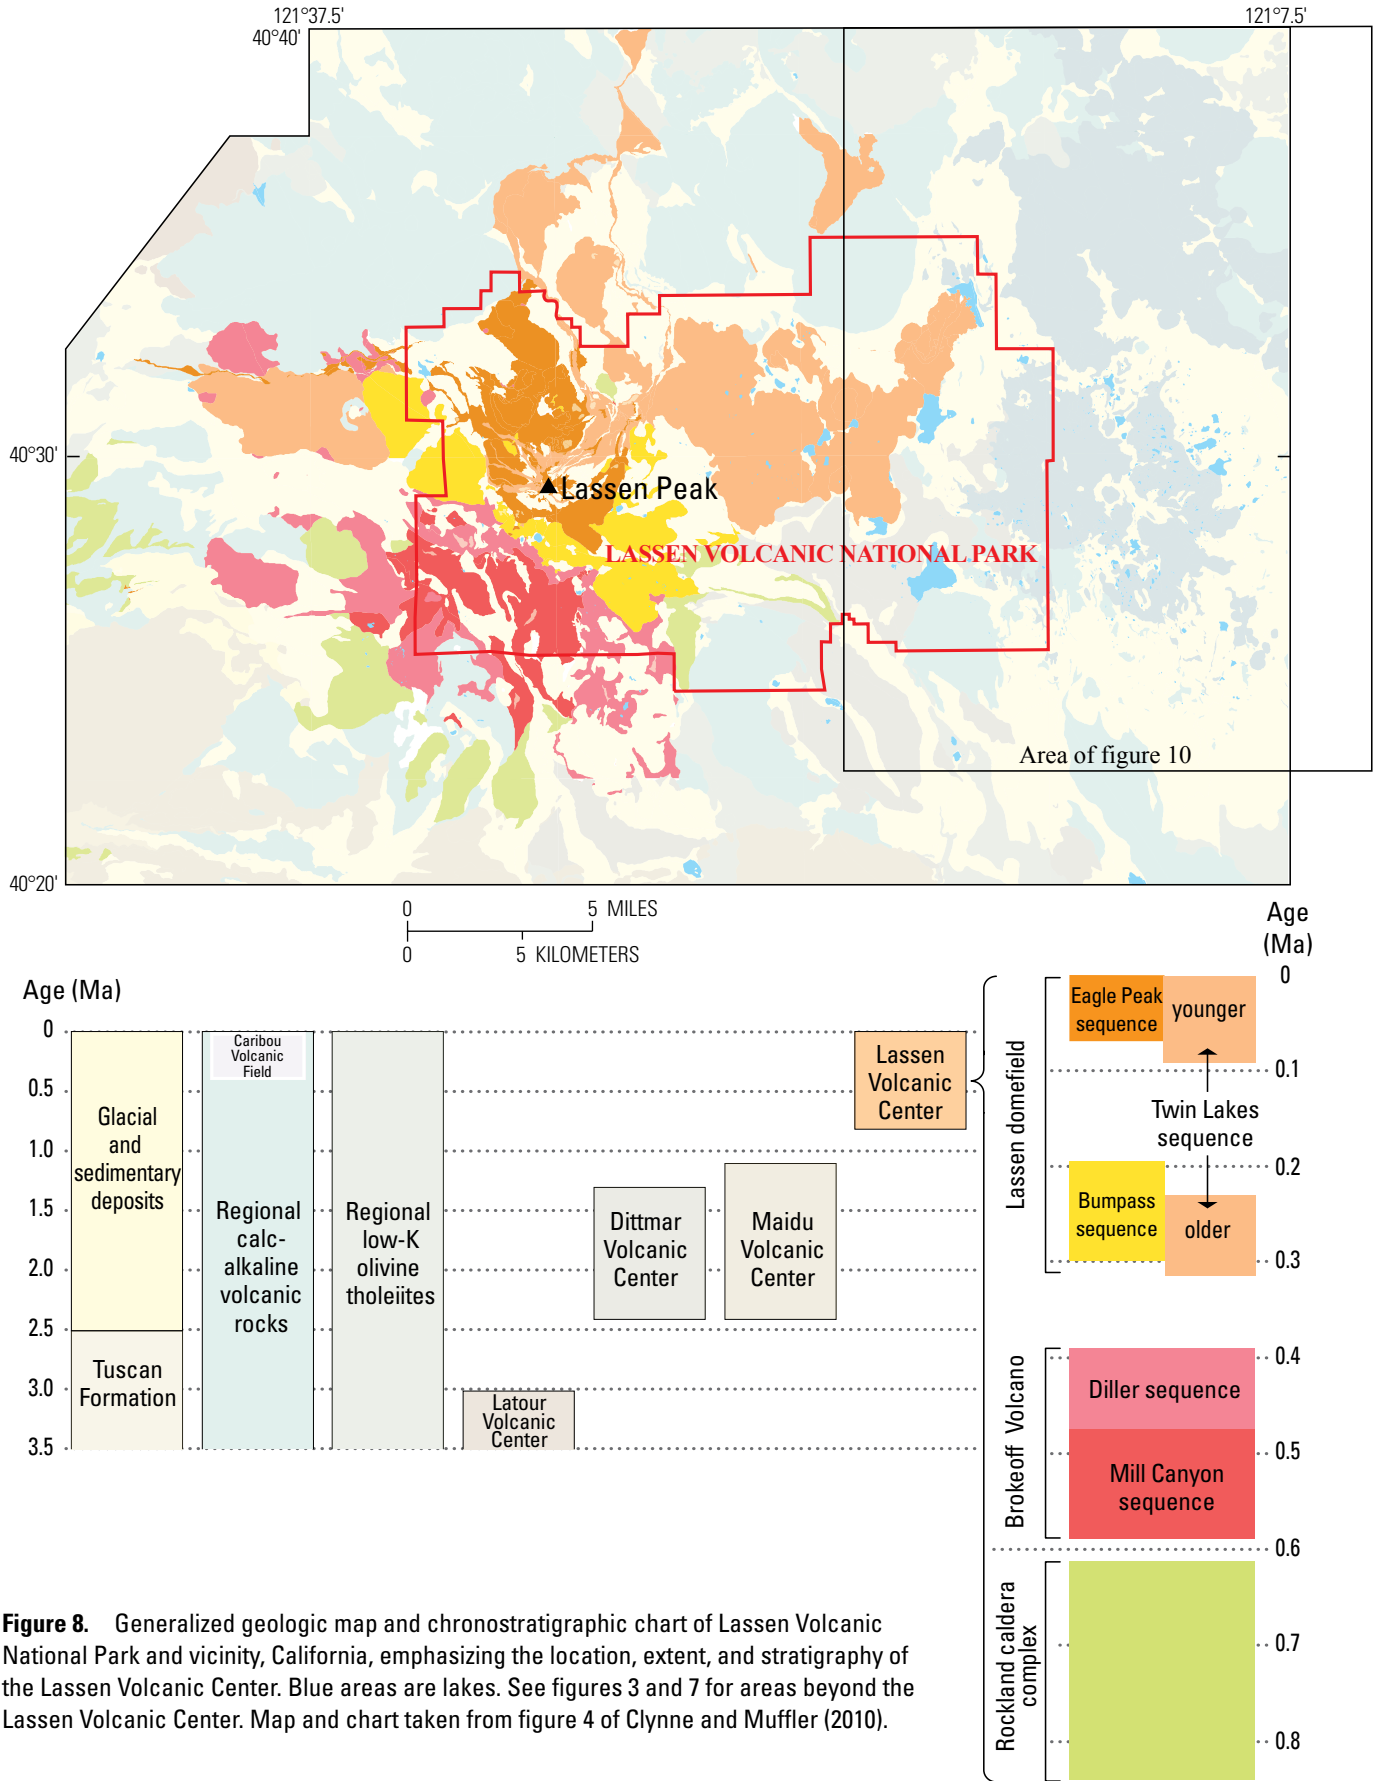 121°37.5'
121°7.5'
40°40'
40°30'
Lassen Peak
LASSEN VOLCANIC NATIONAL PARK
Area of figure 10
40°20'
0 5 MILES
0 5 KILOMETERS
Age (Ma)
0
0.5
1.0
1.5
2.0
2.5
3.0
3.5
Glacial
and
sedimentary
deposits
Tuscan
Formation
Caribou
Volcanic
Field
Regional
calc-
alkaline
volcanic
rocks
Regional
low-K
olivine
tholeiites
Latour
Volcanic
Center
Dittmar
Volcanic
Center
Maidu
Volcanic
Center
Lassen
Volcanic
Center
Age
(Ma)
0
0.1
0.2
0.3
0.4
0.5
0.6
0.7
0.8
Lassen domefield
Eagle Peak
sequence
younger
Twin Lakes
sequence
Bumpass
sequence
older
Brokeoff Volcano
Diller sequence
Mill Canyon
sequence
Rockland caldera
complex
Figure 8. Generalized geologic map and chronostratigraphic chart of Lassen Volcanic
National Park and vicinity, California, emphasizing the location, extent, and stratigraphy of
the Lassen Volcanic Center. Blue areas are lakes. See figures 3 and 7 for areas beyond the
Lassen Volcanic Center. Map and chart taken from figure 4 of Clynne and Muffler (2010).